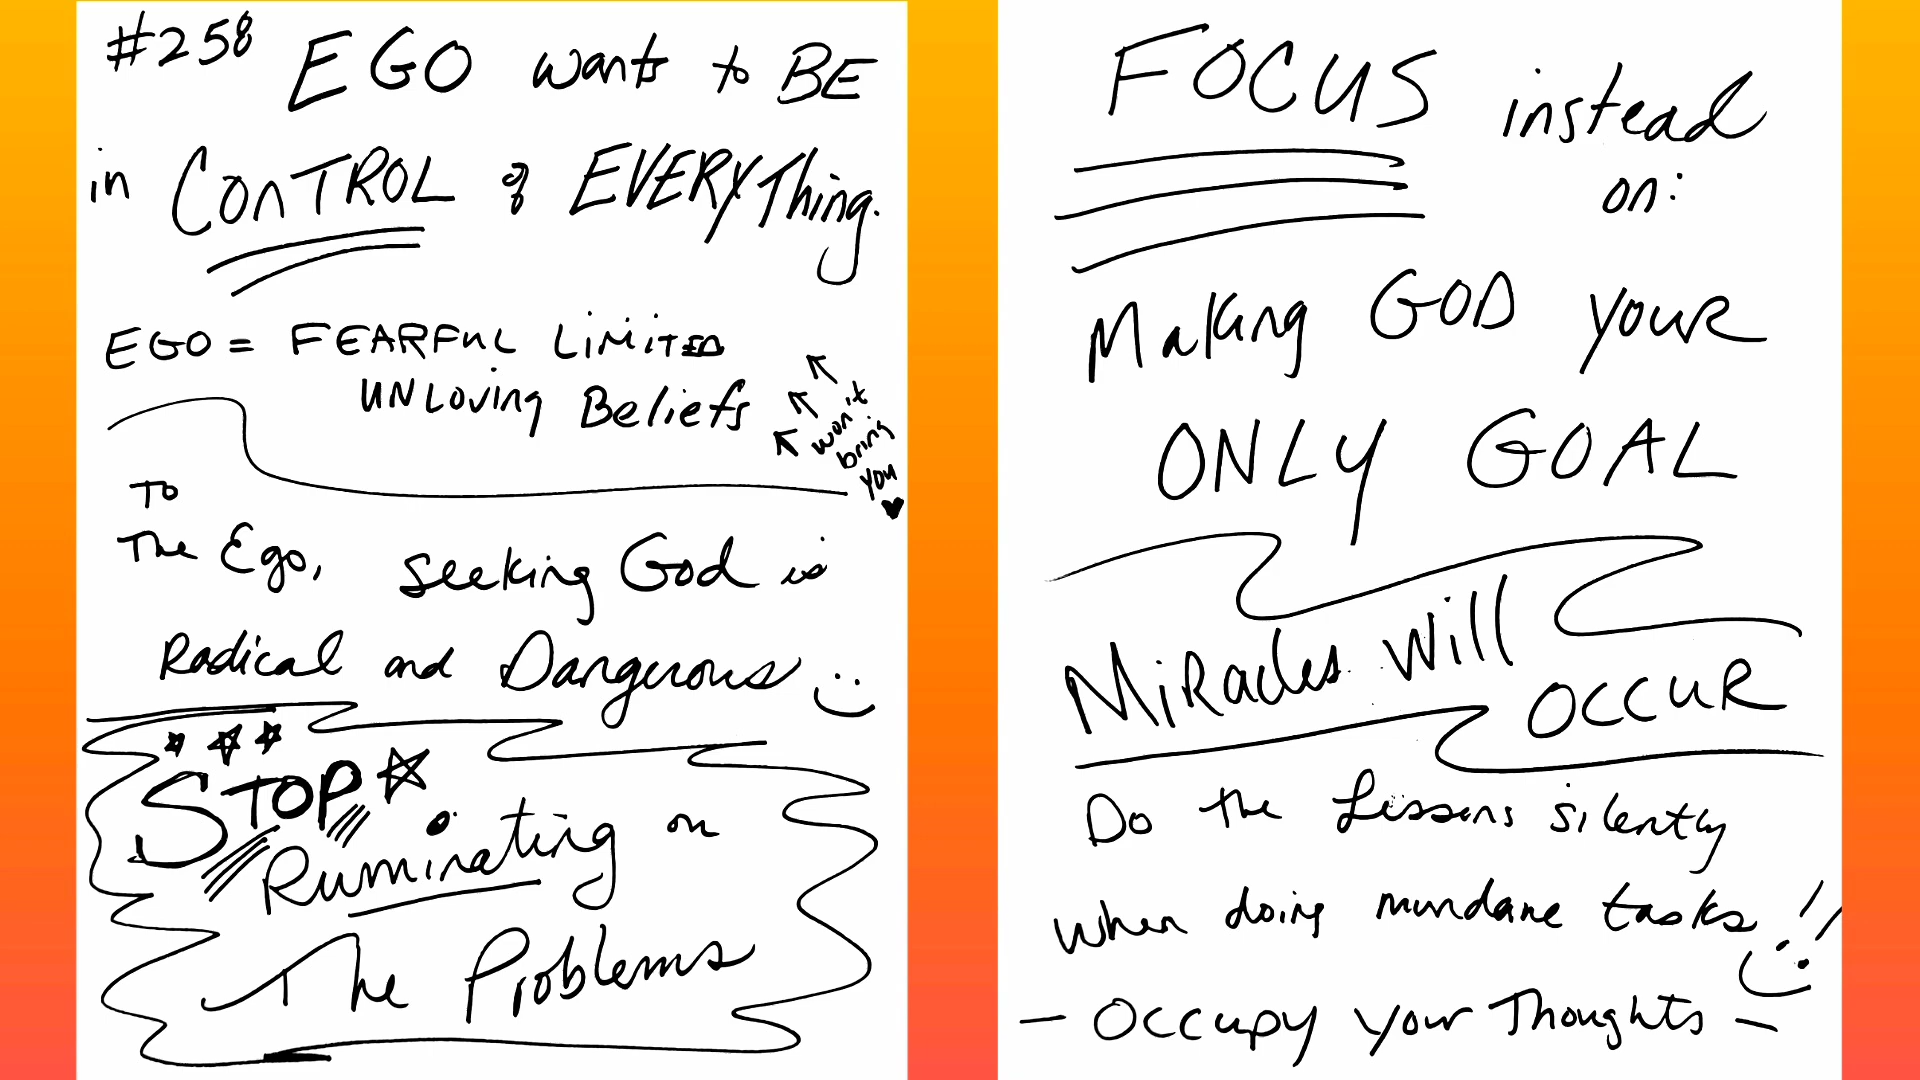 #258 EGO wants to BE
in CONTROL of EVERYThing.
EGO = FEARFUL LIMITED
UNLoving Beliefs
won't
bring
you
TO
The Ego, seeking God is
Radical and Dangerous
STOP
Ruminating on
The Problems
FOCUS instead
on:
Making GOD your
ONLY GOAL
Miracles will
OCCUR
Do the Lessons silently
when doing mundane tasks!!
- Occupy your Thoughts -